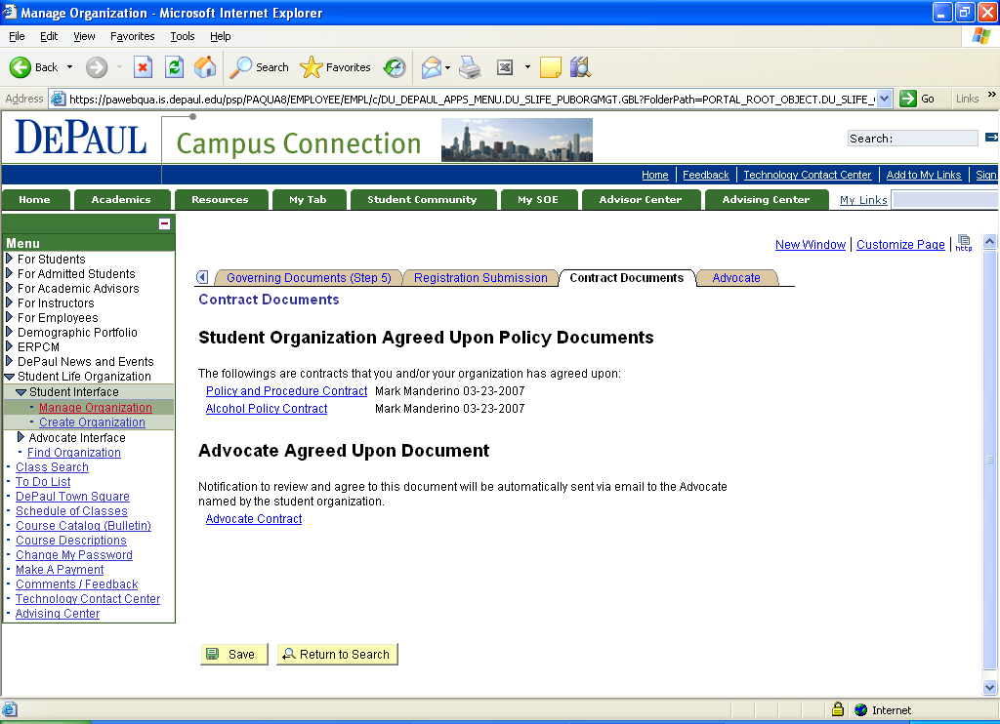 Manage Organization - Microsoft Internet Explorer
File Edit View Favorites Tools Help
Back Search Favorites
Address https://pawebqua.is.depaul.edu/psp/PAQUA8/EMPLOYEE/EMPL/c/DU_DEPAUL_APPS_MENU.DU_SLIFE_PUBORGMGT.GBL?FolderPath=PORTAL_ROOT_OBJECT.DU_SLIFE_ Go Links »
DEPAUL Campus Connection Search:
Home Feedback Technology Contact Center Add to My Links Sign
Home Academics Resources My Tab Student Community My SOE Advisor Center Advising Center My Links
Menu
For Students
For Admitted Students
For Academic Advisors
For Instructors
For Employees
Demographic Portfolio
ERPCM
DePaul News and Events
Student Life Organization
Student Interface
- Manage Organization
- Create Organization
Advocate Interface
- Find Organization
- Class Search
- To Do List
- DePaul Town Square
- Schedule of Classes
- Course Catalog (Bulletin)
- Course Descriptions
- Change My Password
- Make A Payment
- Comments / Feedback
- Technology Contact Center
- Advising Center
New Window | Customize Page | http
Governing Documents (Step 5) Registration Submission Contract Documents Advocate
Contract Documents
Student Organization Agreed Upon Policy Documents
The followings are contracts that you and/or your organization has agreed upon:
Policy and Procedure Contract Mark Manderino 03-23-2007
Alcohol Policy Contract Mark Manderino 03-23-2007
Advocate Agreed Upon Document
Notification to review and agree to this document will be automatically sent via email to the Advocate
named by the student organization.
Advocate Contract
Save Return to Search
Internet